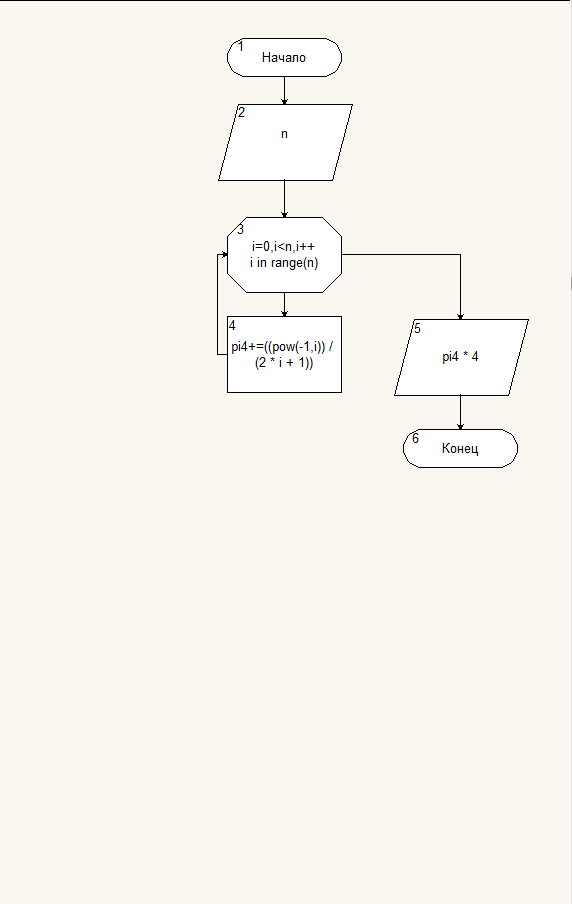 1
Начало
2
n
3
i=0,i<n,i++
i in range(n)
4
pi4+=((pow(-1,i)) /
(2 * i + 1))
5
pi4 * 4
6
Конец